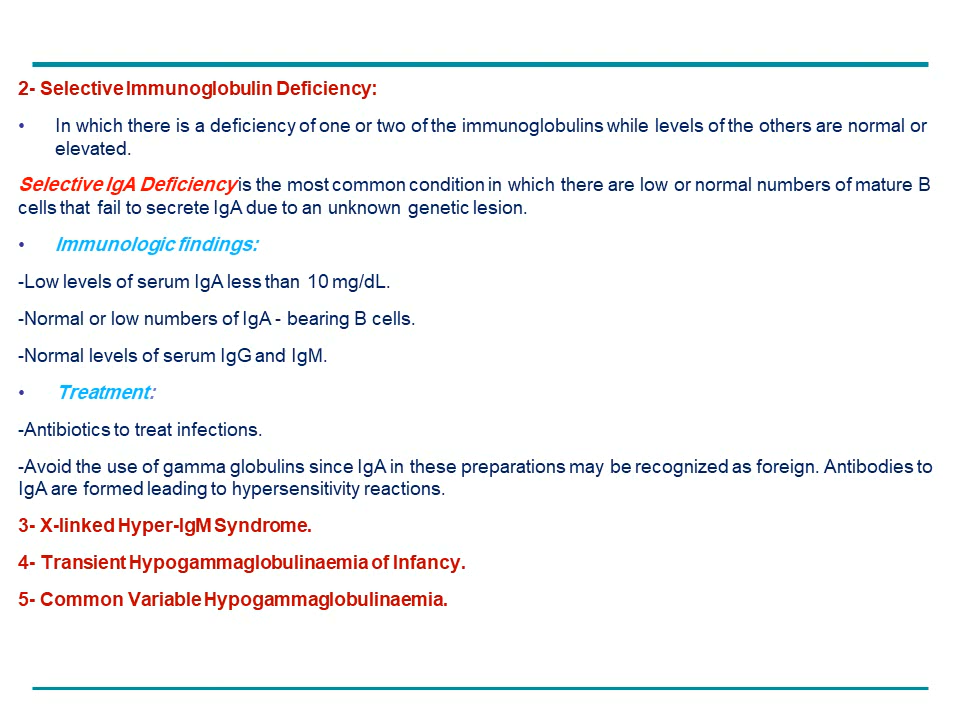 2- Selective Immunoglobulin Deficiency:
• In which there is a deficiency of one or two of the immunoglobulins while levels of the others are normal or
elevated.
Selective IgA Deficiency is the most common condition in which there are low or normal numbers of mature B
cells that fail to secrete IgA due to an unknown genetic lesion.
• Immunologic findings:
-Low levels of serum IgA less than 10 mg/dL.
-Normal or low numbers of IgA - bearing B cells.
-Normal levels of serum IgG and IgM.
• Treatment:
-Antibiotics to treat infections.
-Avoid the use of gamma globulins since IgA in these preparations may be recognized as foreign. Antibodies to
IgA are formed leading to hypersensitivity reactions.
3- X-linked Hyper-IgM Syndrome.
4- Transient Hypogammaglobulinaemia of Infancy.
5- Common Variable Hypogammaglobulinaemia.